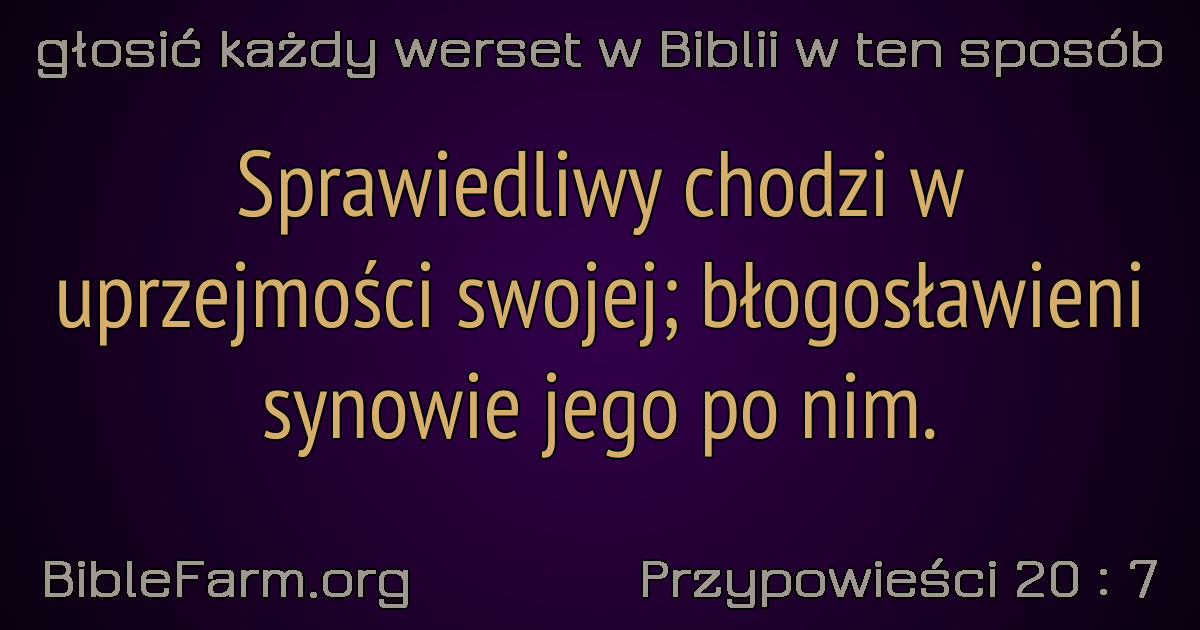 głosić każdy werset w Biblii w ten sposób
Sprawiedliwy chodzi w
uprzejmości swojej; błogosławieni
synowie jego po nim.
BibleFarm.org
Przypowieści 20 : 7